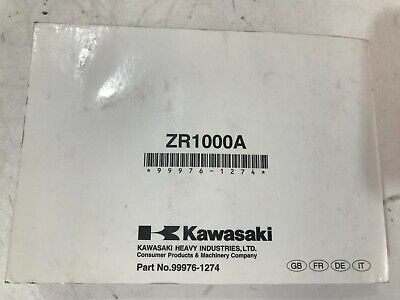 ZR1000A
*99976-1274*
Kawasaki
KAWASAKI HEAVY INDUSTRIES,LTD.
Consumer Products & Machinery Company
Part No.99976-1274
GB FR DE IT